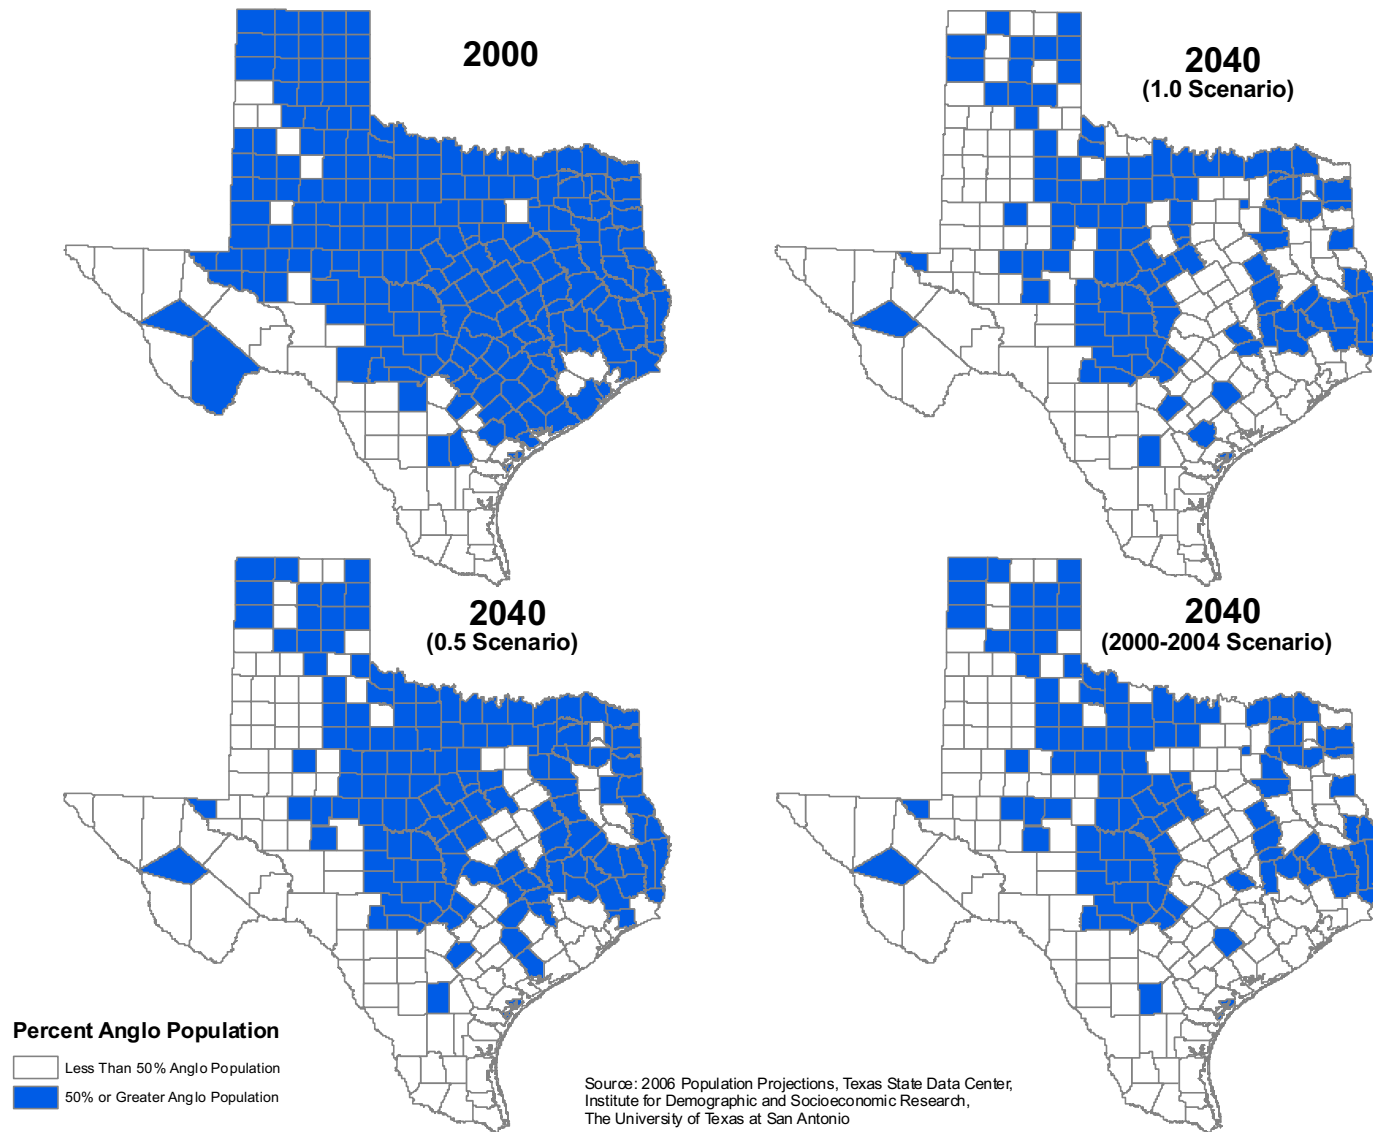 2000
2040
(1.0 Scenario)
2040
(0.5 Scenario)
2040
(2000-2004 Scenario)
Percent Anglo Population
Less Than 50% Anglo Population
50% or Greater Anglo Population
Source: 2006 Population Projections, Texas State Data Center,
Institute for Demographic and Socioeconomic Research,
The University of Texas at San Antonio